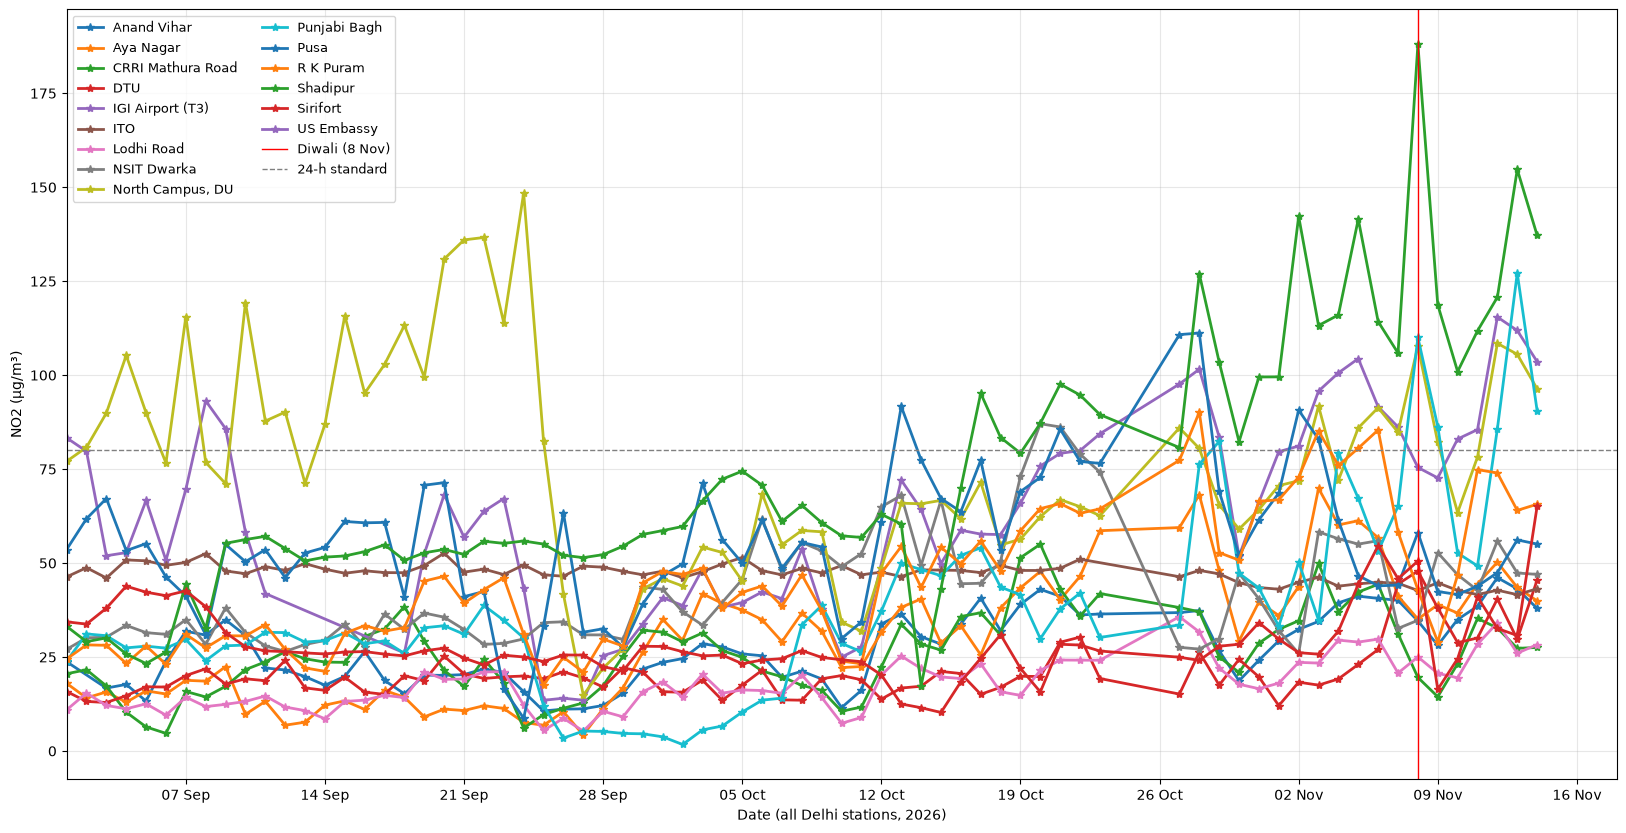 Anand Vihar
Aya Nagar
CRRI Mathura Road
DTU
IGI Airport (T3)
ITO
Lodhi Road
NSIT Dwarka
North Campus, DU
Punjabi Bagh
Pusa
R K Puram
Shadipur
Sirifort
US Embassy
Diwali (8 Nov)
24-h standard
NO2 (µg/m³)
175
150
125
100
75
50
25
0
07 Sep
14 Sep
21 Sep
28 Sep
05 Oct
12 Oct
19 Oct
26 Oct
02 Nov
09 Nov
16 Nov
Date (all Delhi stations, 2026)